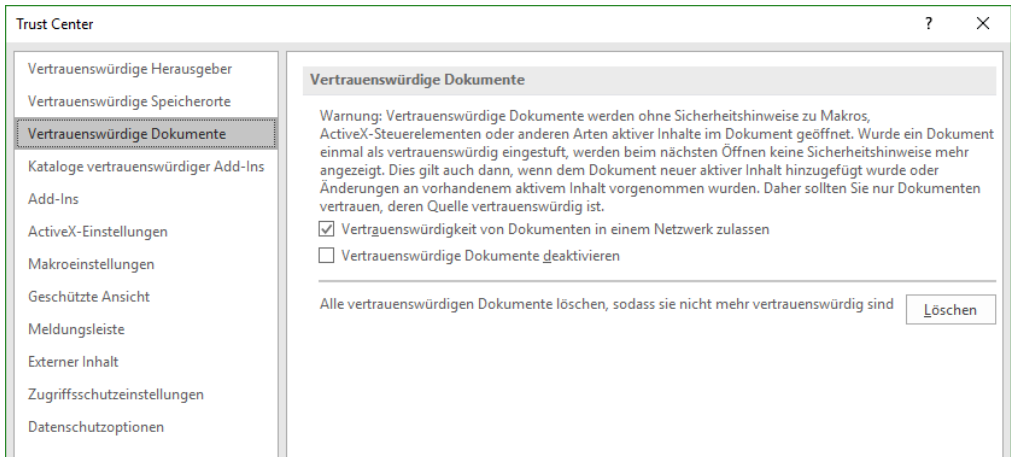 Trust Center
?
Vertrauenswürdige Herausgeber
Vertrauenswürdige Speicherorte
Vertrauenswürdige Dokumente
Kataloge vertrauenswürdiger Add-Ins
Add-Ins
ActiveX-Einstellungen
Makroeinstellungen
Geschützte Ansicht
Meldungsleiste
Externer Inhalt
Zugriffsschutzeinstellungen
Datenschutzoptionen
Vertrauenswürdige Dokumente
Warnung: Vertrauenswürdige Dokumente werden ohne Sicherheitshinweise zu Makros,
ActiveX-Steuerelementen oder anderen Arten aktiver Inhalte im Dokument geöffnet. Wurde ein Dokument
einmal als vertrauenswürdig eingestuft, werden beim nächsten Öffnen keine Sicherheitshinweise mehr
angezeigt. Dies gilt auch dann, wenn dem Dokument neuer aktiver Inhalt hinzugefügt wurde oder
Änderungen an vorhandenem aktivem Inhalt vorgenommen wurden. Daher sollten Sie nur Dokumenten
vertrauen, deren Quelle vertrauenswürdig ist.
Vertrauenswürdigkeit von Dokumenten in einem Netzwerk zulassen
Vertrauenswürdige Dokumente deaktivieren
Alle vertrauenswürdigen Dokumente löschen, sodass sie nicht mehr vertrauenswürdig sind
Löschen